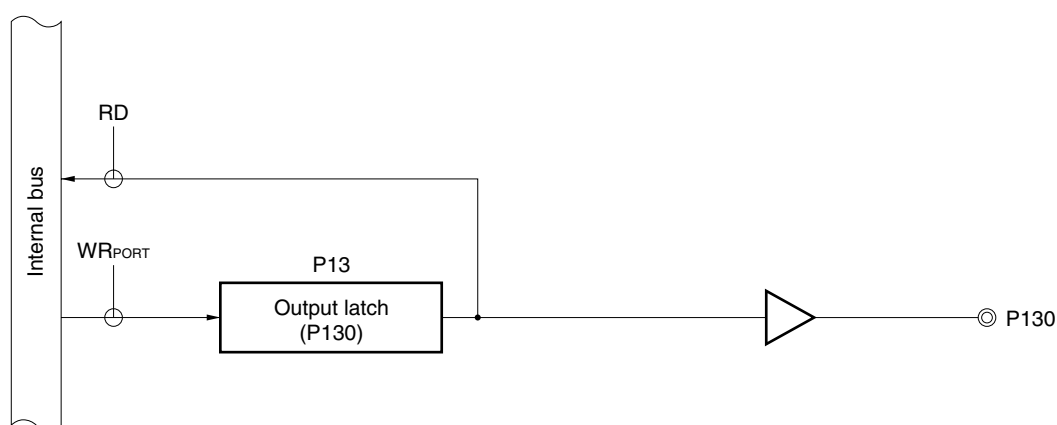 RD
Internal bus
WRPORT
P13
Output latch
(P130)
P130